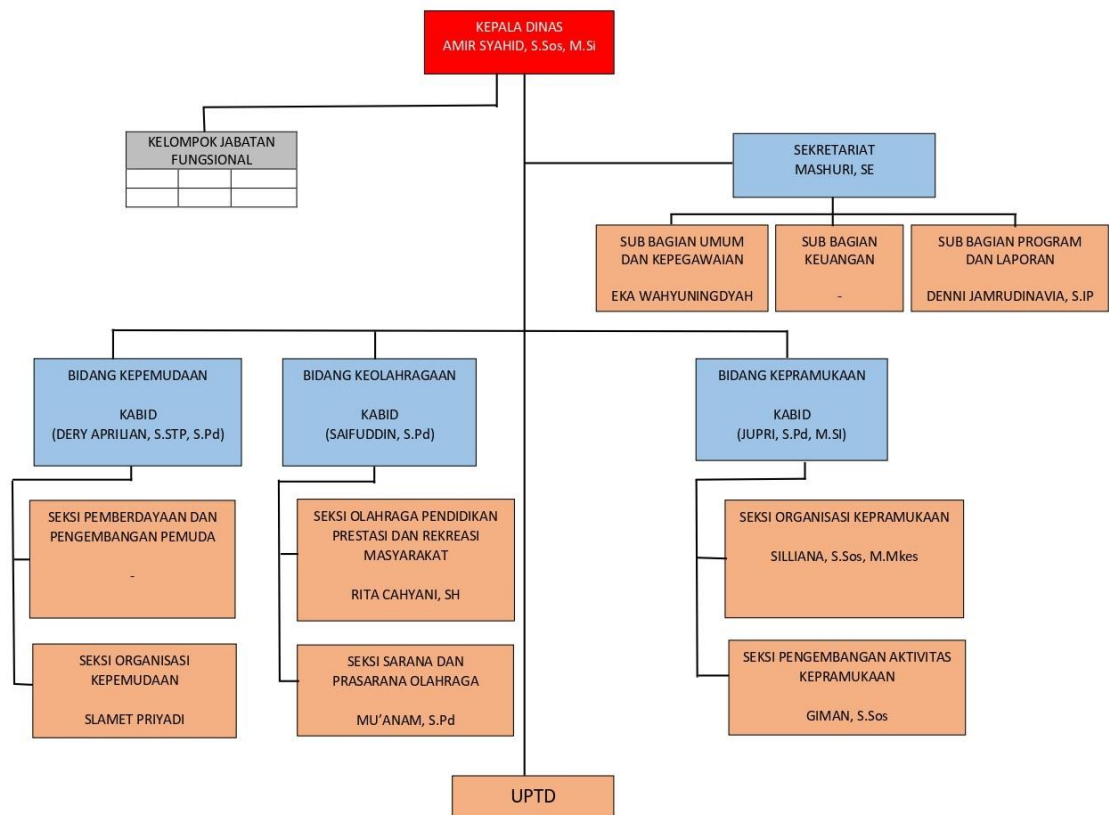 KEPALA DINAS
AMIR SYAHID, S.Sos, M.Si
KELOMPOK JABATAN
FUNGSIONAL
SEKRETARIAT
MASHURI, SE
SUB BAGIAN UMUM
DAN KEPEGAWAIAN
EKA WAHYUNINGDYAH
SUB BAGIAN
KEUANGAN
-
SUB BAGIAN PROGRAM
DAN LAPORAN
DENNI JAMRUDINAVIA, S.IP
BIDANG KEPEMUDAAN
KABID
(DERY APRILIAN, S.STP, S.Pd)
BIDANG KEOLAHRAGAAN
KABID
(SAIFUDDIN, S.Pd)
BIDANG KEPRAMUKAAN
KABID
(JUPRI, S.Pd, M.SI)
SEKSI PEMBERDAYAAN DAN
PENGEMBANGAN PEMUDA
-
SEKSI OLAHRAGA PENDIDIKAN
PRESTASI DAN REKREASI
MASYARAKAT
RITA CAHYANI, SH
SEKSI ORGANISASI KEPRAMUKAAN
SILLIANA, S.Sos, M.Mkes
SEKSI ORGANISASI
KEPEMUDAAN
SLAMET PRIYADI
SEKSI SARANA DAN
PRASARANA OLAHRAGA
MU’ANAM, S.Pd
SEKSI PENGEMBANGAN AKTIVITAS
KEPRAMUKAAN
GIMAN, S.Sos
UPTD